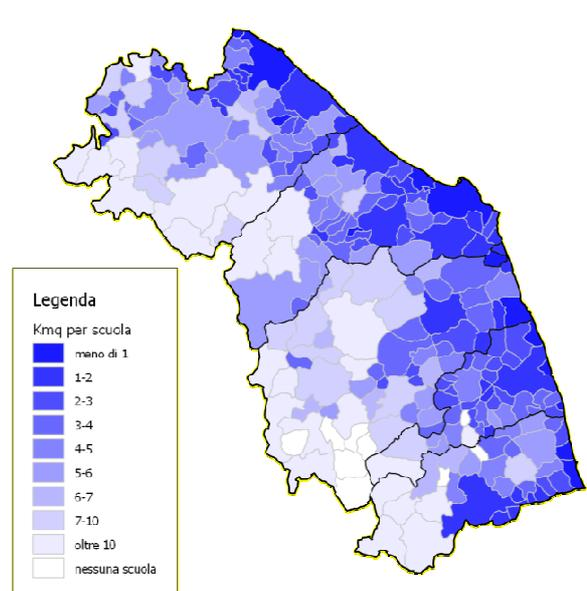 Legenda
Kmq per scuola
meno di 1
1-2
2-3
3-4
4-5
5-6
6-7
7-10
oltre 10
nessuna scuola